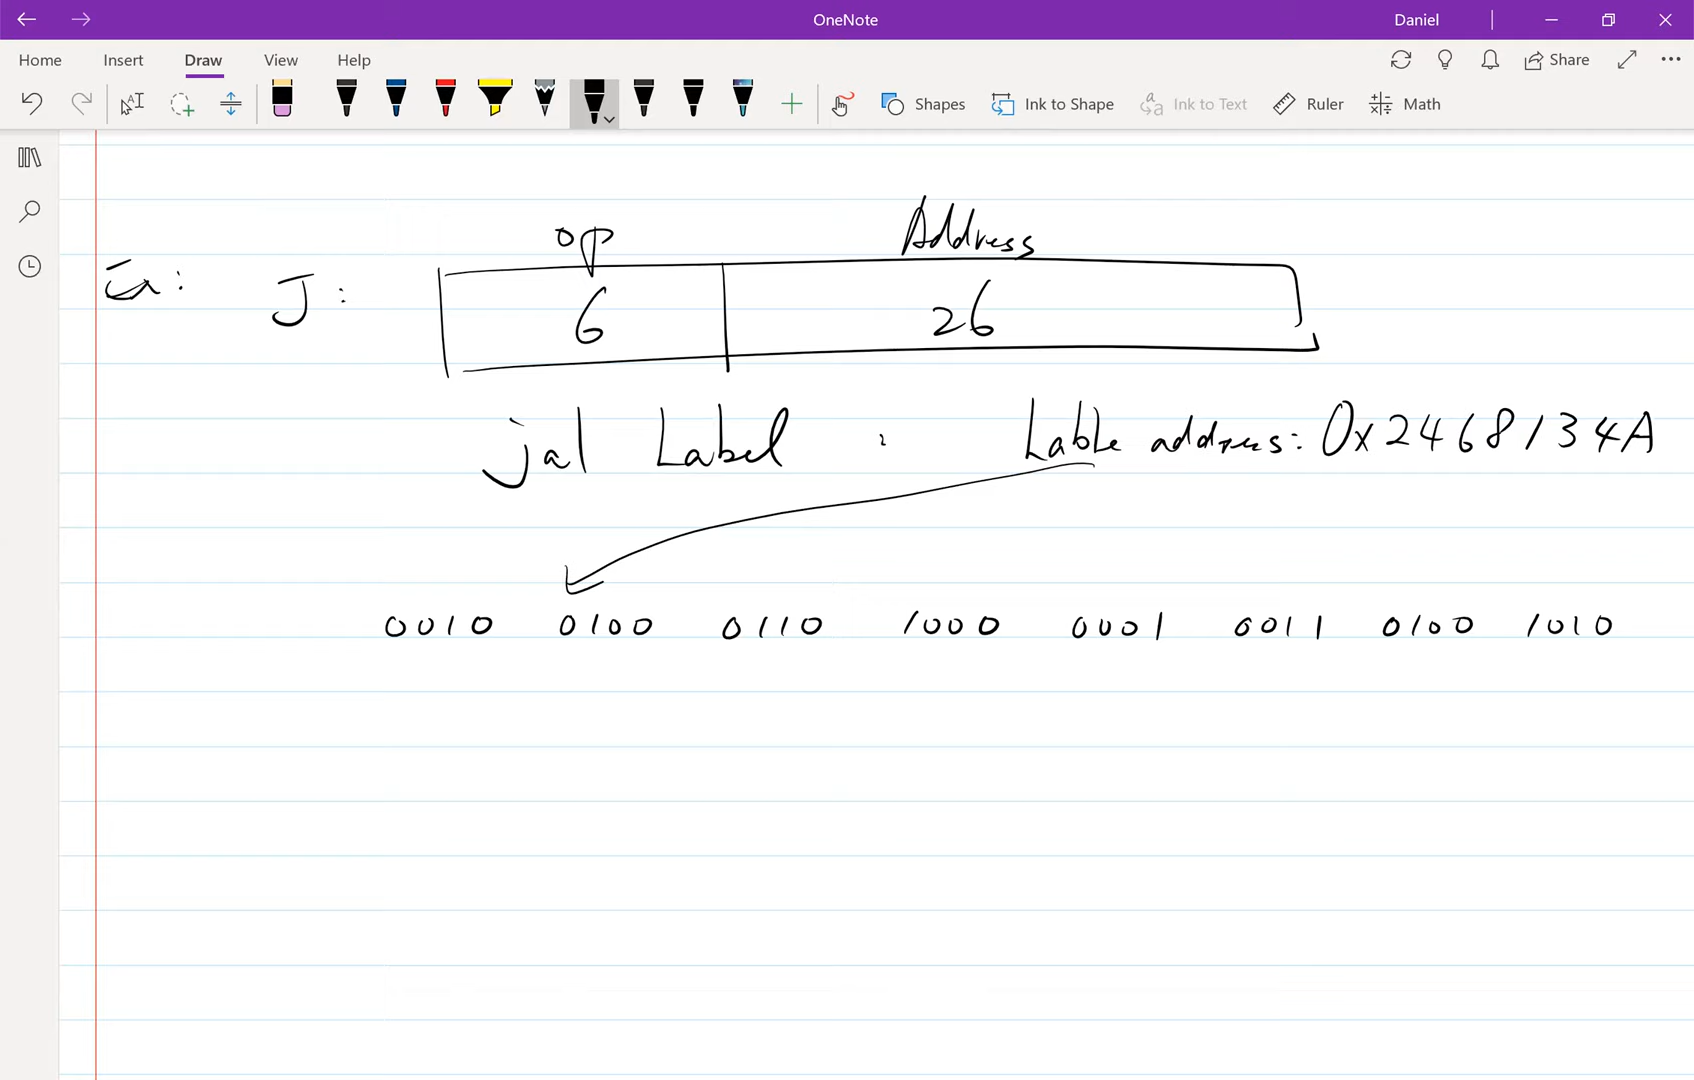 OneNote
Daniel
Home Insert Draw View Help
Share
Shapes Ink to Shape Ink to Text Ruler Math
op Address
Ex: J: 6 26
jal Label : Lable address: 0x2468134A
0010 0100 0110 1000 0001 0011 0100 1010